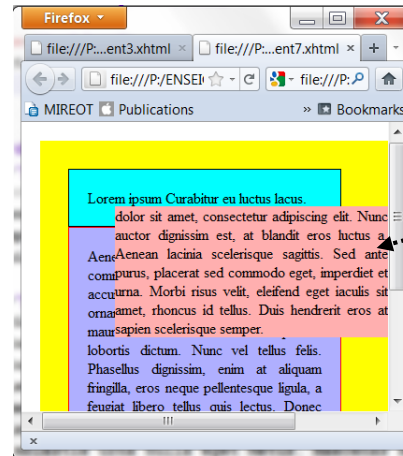 Firefox
file:///P:...ent3.xhtml × file:///P:...ent7.xhtml × +
file:///P:/ENSEI file:///P:
MIREOT Publications » Bookmarks
Lorem ipsum Curabitur eu luctus lacus.
dolor sit amet, consectetur adipiscing elit. Nunc
auctor dignissim est, at blandit eros luctus a.
Aene Aenean lacinia scelerisque sagittis. Sed ante
comm purus, placerat sed commodo eget, imperdiet et
accu urna. Morbi risus velit, eleifend eget iaculis sit
orna amet, rhoncus id tellus. Duis hendrerit eros at
maur sapien scelerisque semper.
lobortis dictum. Nunc vel tellus felis.
Phasellus dignissim, enim at aliquam
fringilla, eros neque pellentesque ligula, a
feugiat libero tellus quis lectus. Donec
×